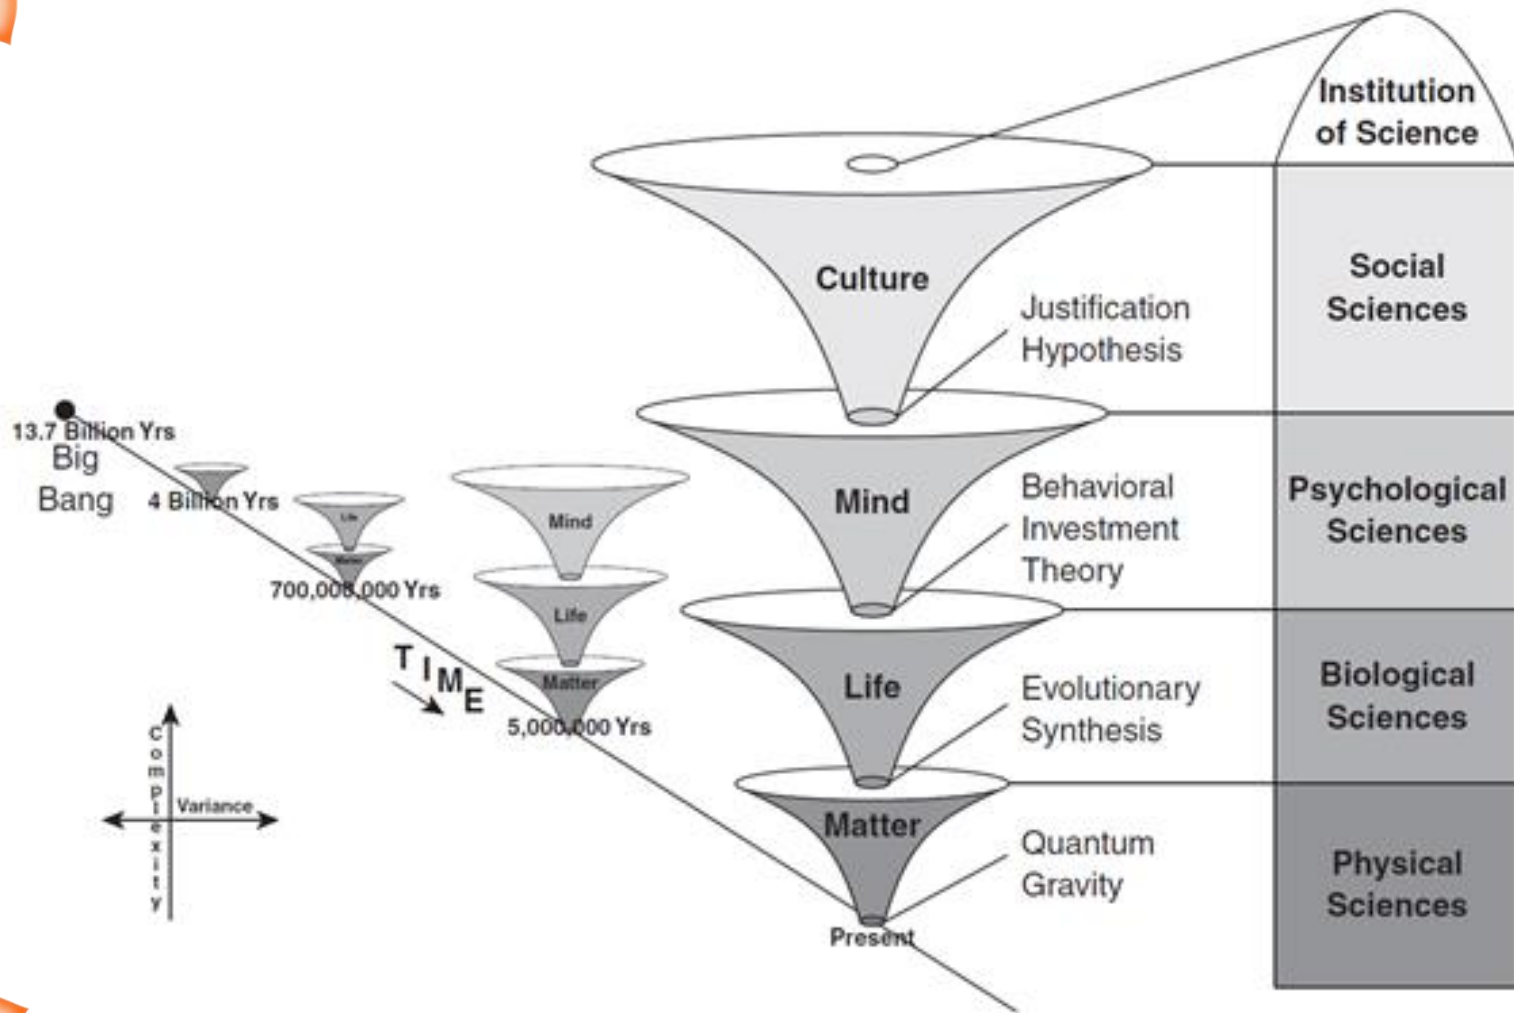 Institution
of Science
Culture
Social
Sciences
Justification
Hypothesis
13.7 Billion Yrs
Big
Bang
4 Billion Yrs
Life
Matter
700,000,000 Yrs
Mind
Life
Matter
5,000,000 Yrs
TIME
Mind
Behavioral
Investment
Theory
Psychological
Sciences
Life
Evolutionary
Synthesis
Biological
Sciences
Matter
Quantum
Gravity
Physical
Sciences
Present
Complexity
Variance